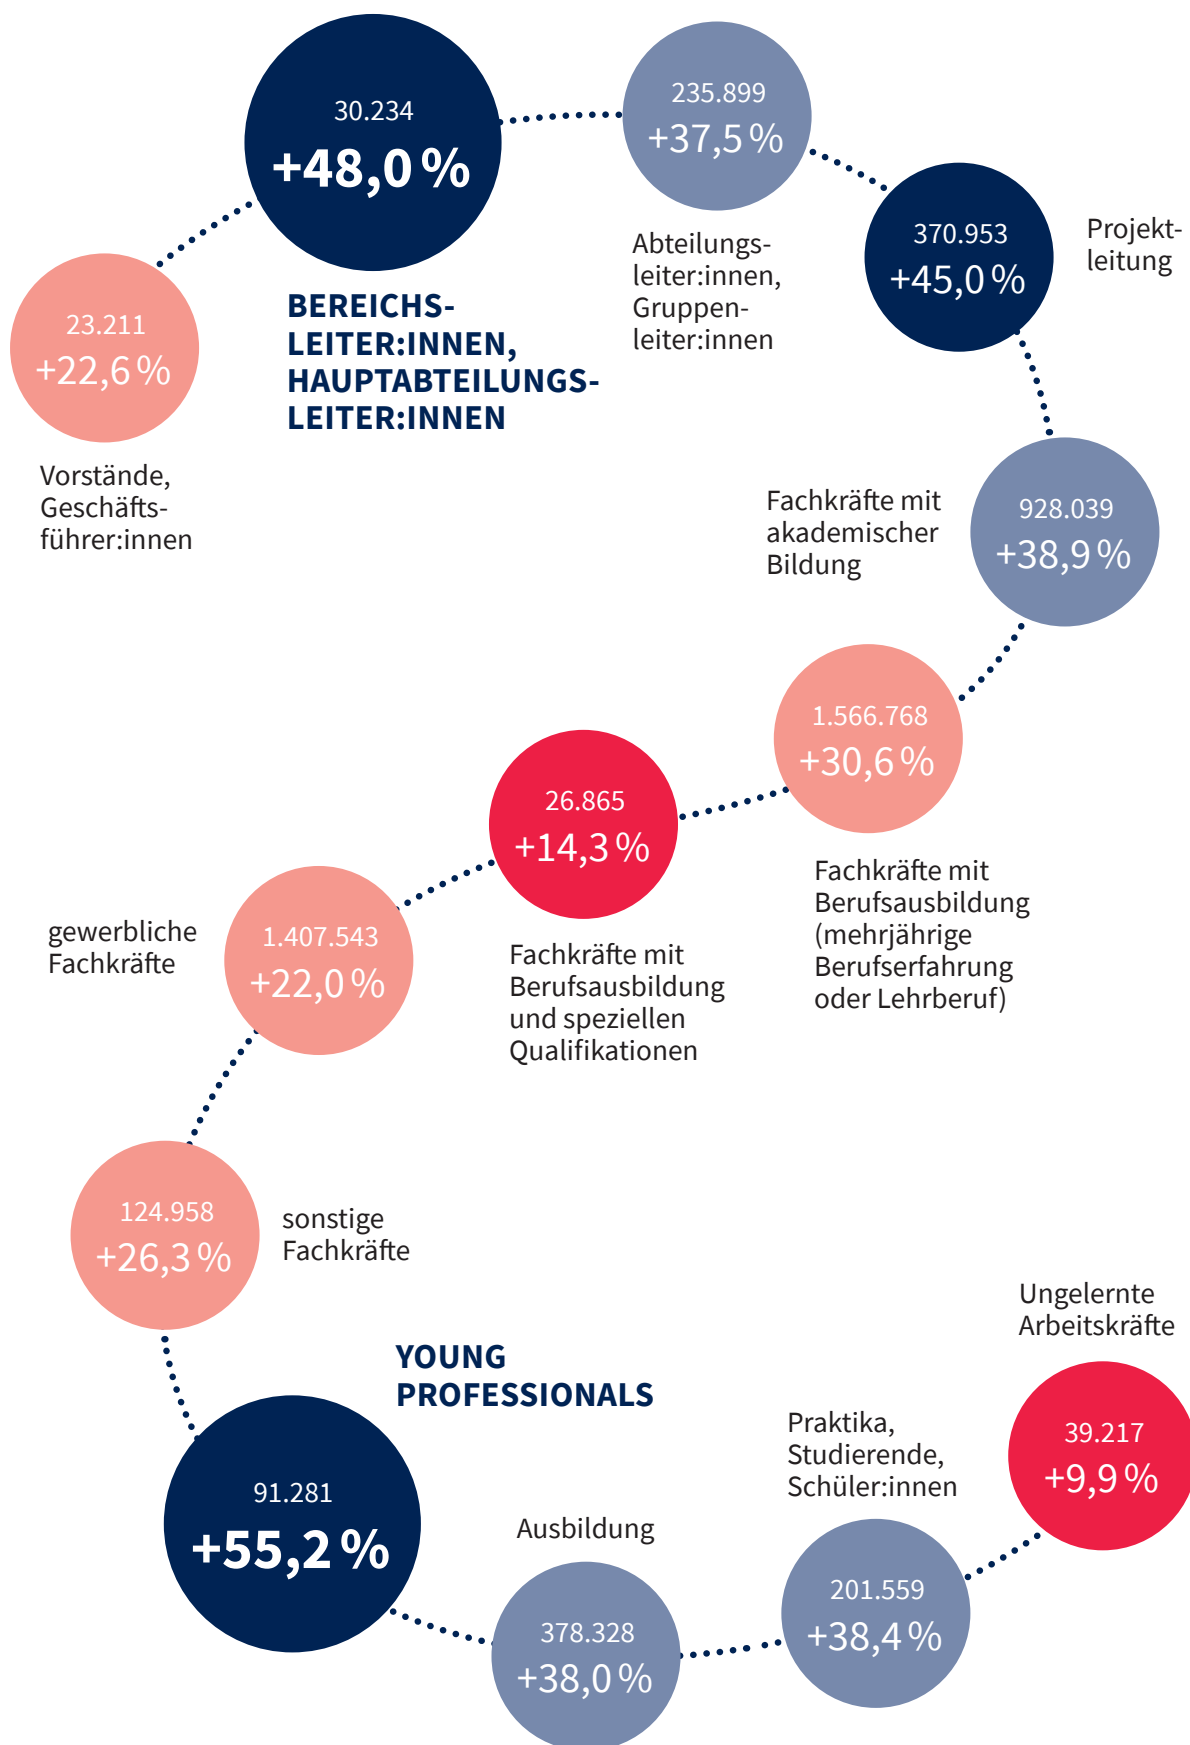 23.211
+22,6 %
Vorstände,
Geschäfts-
führer:innen
30.234
+48,0 %
BEREICHS-
LEITER:INNEN,
HAUPTABTEILUNGS-
LEITER:INNEN
235.899
+37,5 %
Abteilungs-
leiter:innen,
Gruppen-
leiter:innen
370.953
+45,0 %
Projekt-
leitung
Fachkräfte mit
akademischer
Bildung
928.039
+38,9 %
1.566.768
+30,6 %
Fachkräfte mit
Berufsausbildung
(mehrjährige
Berufserfahrung
oder Lehrberuf)
26.865
+14,3 %
Fachkräfte mit
Berufsausbildung
und speziellen
Qualifikationen
gewerbliche
Fachkräfte
1.407.543
+22,0 %
124.958
+26,3 %
sonstige
Fachkräfte
YOUNG
PROFESSIONALS
91.281
+55,2 %
Ausbildung
378.328
+38,0 %
Praktika,
Studierende,
Schüler:innen
201.559
+38,4 %
Ungelernte
Arbeitskräfte
39.217
+9,9 %